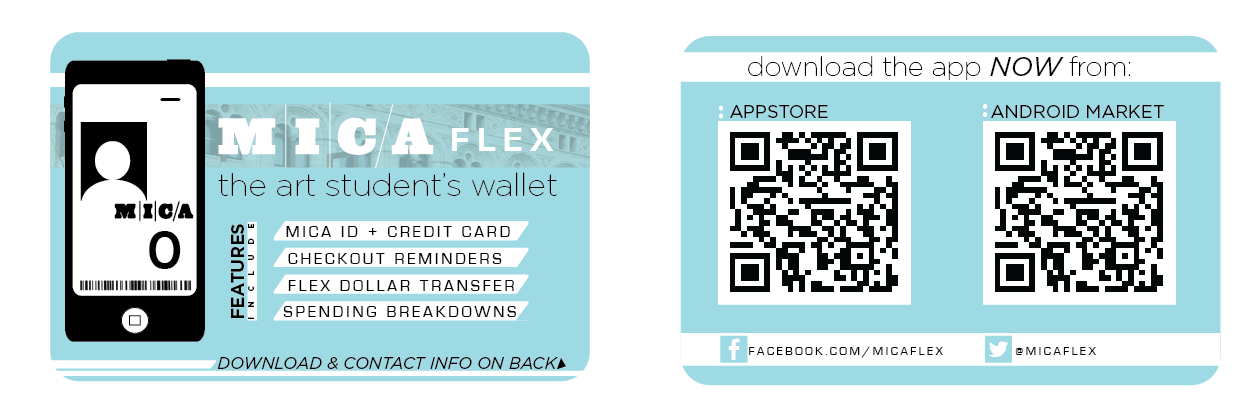 M|I|C/A FLEX
the art student's wallet
M|I|C/A
0
FEATURES
INCLUDE
MICA ID + CREDIT CARD
CHECKOUT REMINDERS
FLEX DOLLAR TRANSFER
SPENDING BREAKDOWNS
DOWNLOAD & CONTACT INFO ON BACK
download the app NOW from:
: APPSTORE
: ANDROID MARKET
FACEBOOK.COM/MICAFLEX
@MICAFLEX